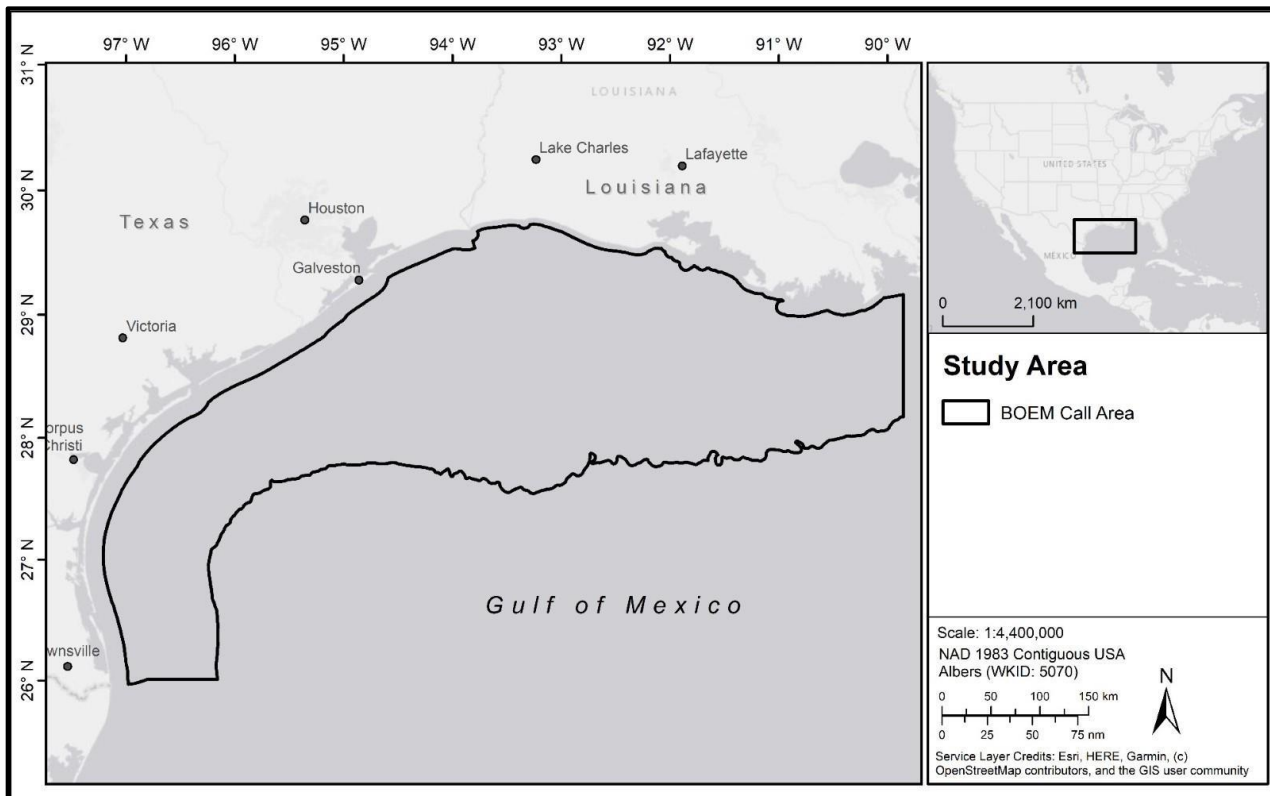 97° W 96° W 95° W 94° W 93° W 92° W 91° W 90° W
31° N
30° N
29° N
28° N
27° N
26° N
LOUISIANA
Lake Charles
Lafayette
Louisiana
Texas
Houston
Galveston
Victoria
orpus
Christi
wnsville
Gulf of Mexico
UNITED STATES
MEXICO
0 2,100 km
Study Area
BOEM Call Area
Scale: 1:4,400,000
NAD 1983 Contiguous USA
Albers (WKID: 5070)
N
0 50 100 150 km
0 25 50 75 nm
Service Layer Credits: Esri, HERE, Garmin, (c)
OpenStreetMap contributors, and the GIS user community